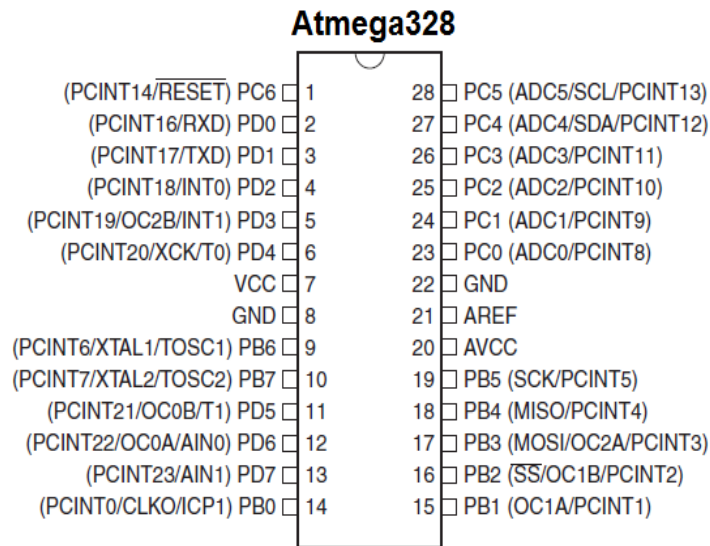 Atmega328
(PCINT14/RESET) PC6 1 28 PC5 (ADC5/SCL/PCINT13)
(PCINT16/RXD) PD0 2 27 PC4 (ADC4/SDA/PCINT12)
(PCINT17/TXD) PD1 3 26 PC3 (ADC3/PCINT11)
(PCINT18/INT0) PD2 4 25 PC2 (ADC2/PCINT10)
(PCINT19/OC2B/INT1) PD3 5 24 PC1 (ADC1/PCINT9)
(PCINT20/XCK/T0) PD4 6 23 PC0 (ADC0/PCINT8)
VCC 7 22 GND
GND 8 21 AREF
(PCINT6/XTAL1/TOSC1) PB6 9 20 AVCC
(PCINT7/XTAL2/TOSC2) PB7 10 19 PB5 (SCK/PCINT5)
(PCINT21/OC0B/T1) PD5 11 18 PB4 (MISO/PCINT4)
(PCINT22/OC0A/AIN0) PD6 12 17 PB3 (MOSI/OC2A/PCINT3)
(PCINT23/AIN1) PD7 13 16 PB2 (SS/OC1B/PCINT2)
(PCINT0/CLKO/ICP1) PB0 14 15 PB1 (OC1A/PCINT1)